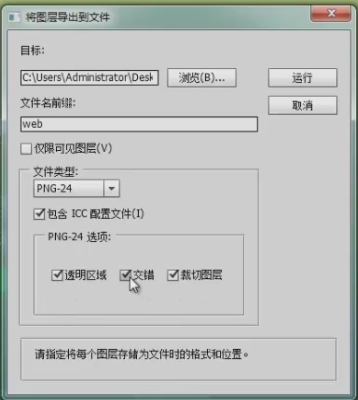 将图层导出到文件
目标:
C:\Users\Administrator\Desk
浏览(B)...
运行
文件名前缀:
取消
web
仅限可见图层(V)
文件类型:
PNG-24
包含 ICC 配置文件(I)
PNG-24 选项:
透明区域 交错 裁切图层
请指定将每个图层存储为文件时的格式和位置。